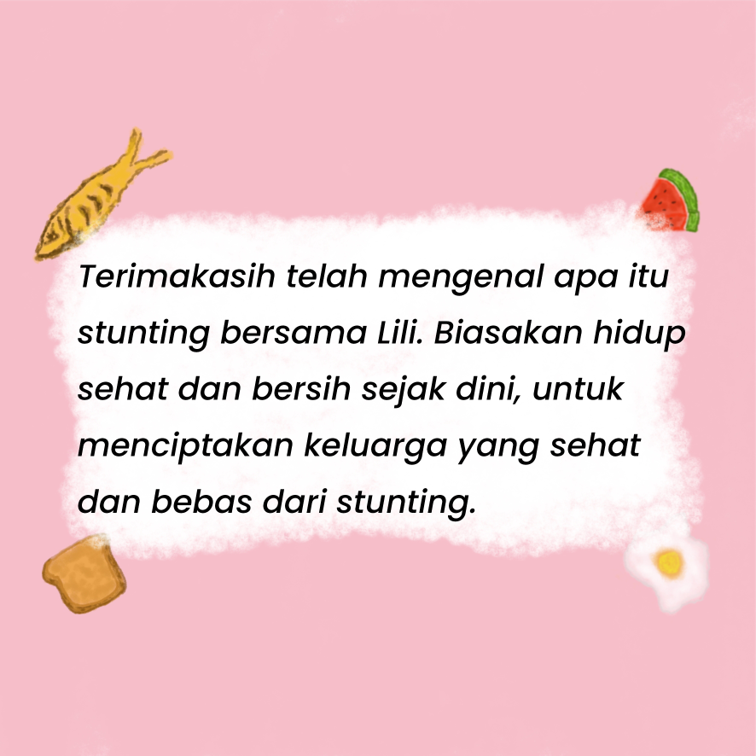 Terimakasih telah mengenal apa itu
stunting bersama Lili. Biasakan hidup
sehat dan bersih sejak dini, untuk
menciptakan keluarga yang sehat
dan bebas dari stunting.